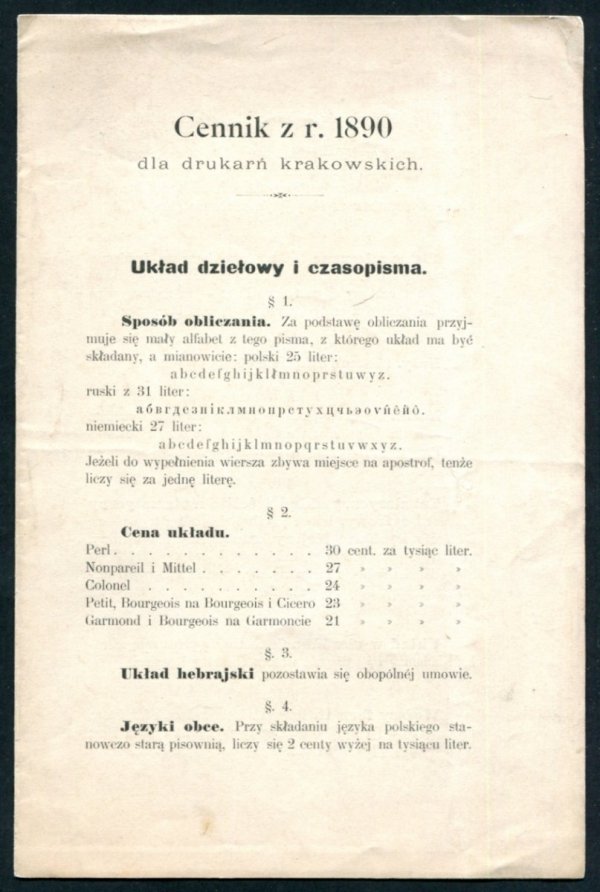 Cennik z r. 1890
dla drukarń krakowskich.
Układ dziełowy i czasopisma.
§ 1.
Sposób obliczania. Za podstawę obliczania przyj-
muje się mały alfabet z tego pisma, z którego układ ma być
składany, a mianowicie: polski 25 liter:
abcdefghijklłmnoprstuwyz.
ruski z 31 liter:
niemiecki 27 liter:
abcdefghijklmnopqrstuvwxyz.
Jeżeli do wypełnienia wiersza zbywa miejsce na apostrof, tenże
liczy się za jednę literę.
§ 2.
Cena układu.
Perl . . . . . . . . . . . . . 30 cent. za tysiąc liter.
Nonpareil i Mittel . . . . . . . 27 » » » »
Colonel . . . . . . . . . . 24 » » » »
Petit, Bourgeois na Bourgeois i Cicero 23 » » » »
Garmond i Bourgeois na Garmoncie 21 » » » »
§. 3.
Układ hebrajski pozostawia się obopólnéj umowie.
§. 4.
Języki obce. Przy składaniu języka polskiego sta-
nowczo starą pisownią, liczy się 2 centy wyżej na tysiącu liter.